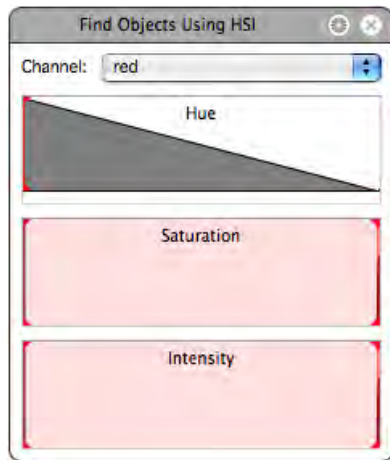 Find Objects Using HSI
Channel: red
Hue
Saturation
Intensity